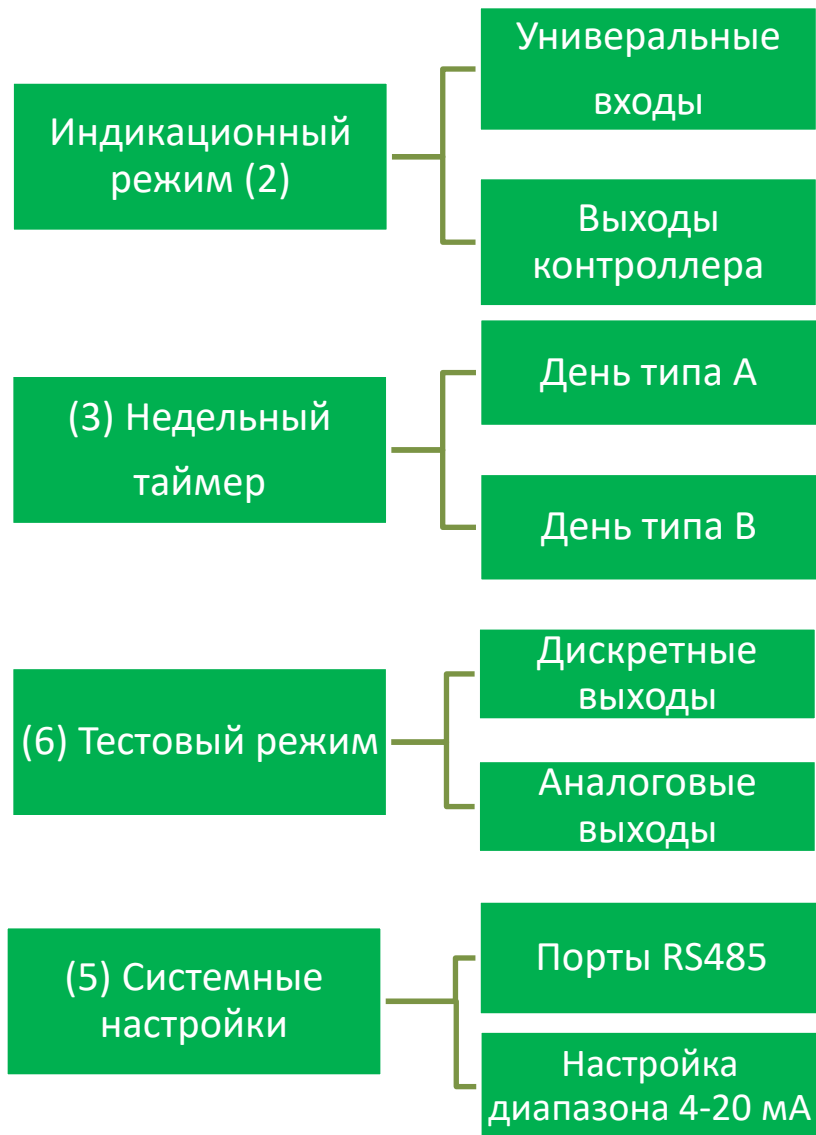 Индикационный
режим (2)
Универальные
входы
Выходы
контроллера
(3) Недельный
таймер
День типа А
День типа В
(6) Тестовый режим
Дискретные
выходы
Аналоговые
выходы
(5) Системные
настройки
Порты RS485
Настройка
диапазона 4-20 мА